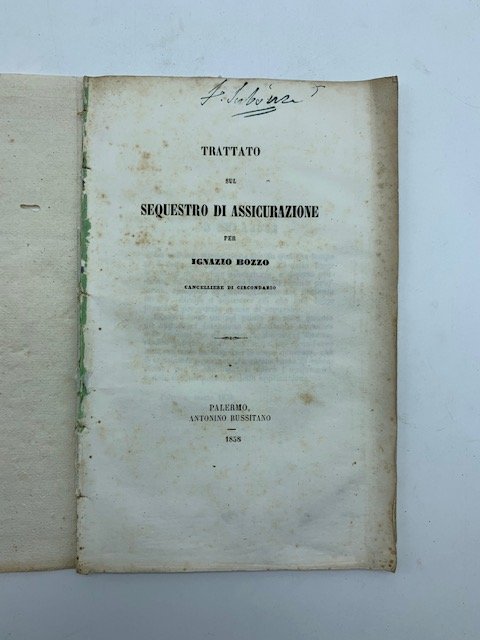 TRATTATO
SUL
SEQUESTRO DI ASSICURAZIONE
PER
IGNAZIO BOZZO
CANCELLIERE DI CIRCONDARIO
PALERMO,
ANTONINO RUSSITANO
1858